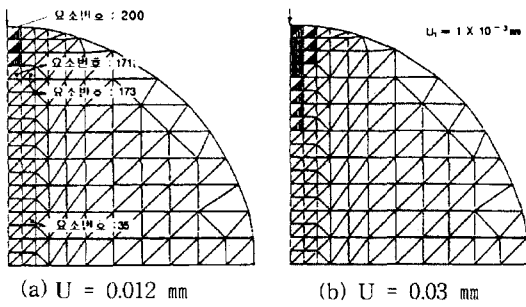 요소번호 : 200
요소번호 : 171
요소번호 : 173
요소번호 : 35
U₁ = 1 X 10⁻³ mm
(a) U = 0.012 mm
(b) U = 0.03 mm